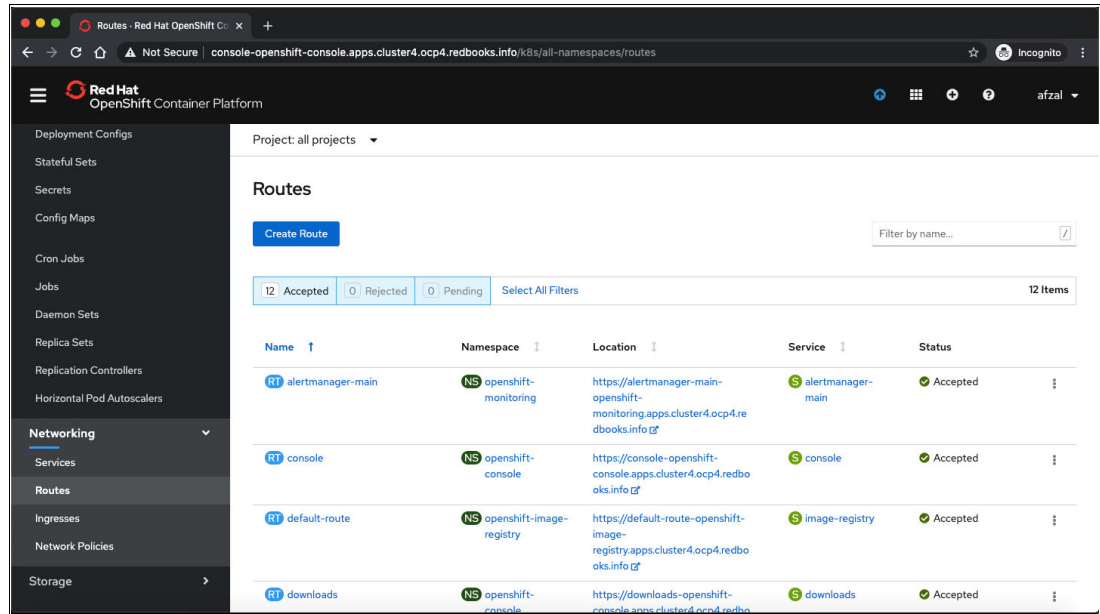 Routes · Red Hat OpenShift Co
Not Secure | console-openshift-console.apps.cluster4.ocp4.redbooks.info/k8s/all-namespaces/routes
Incognito
Red Hat
OpenShift Container Platform
afzal
Deployment Configs
Stateful Sets
Secrets
Config Maps
Cron Jobs
Jobs
Daemon Sets
Replica Sets
Replication Controllers
Horizontal Pod Autoscalers
Networking
Services
Routes
Ingresses
Network Policies
Storage
Project: all projects
Routes
Create Route
Filter by name...
/
12 Accepted
0 Rejected
0 Pending
Select All Filters
12 Items
Name
Namespace
Location
Service
Status
RT alertmanager-main
NS openshift-
monitoring
https://alertmanager-main-
openshift-
monitoring.apps.cluster4.ocp4.re
dbooks.info
S alertmanager-
main
Accepted
RT console
NS openshift-
console
https://console-openshift-
console.apps.cluster4.ocp4.redbo
oks.info
S console
Accepted
RT default-route
NS openshift-image-
registry
https://default-route-openshift-
image-
registry.apps.cluster4.ocp4.redbo
oks.info
S image-registry
Accepted
RT downloads
NS openshift-
console
https://downloads-openshift-
console.apps.cluster4.ocp4.redbo
S downloads
Accepted